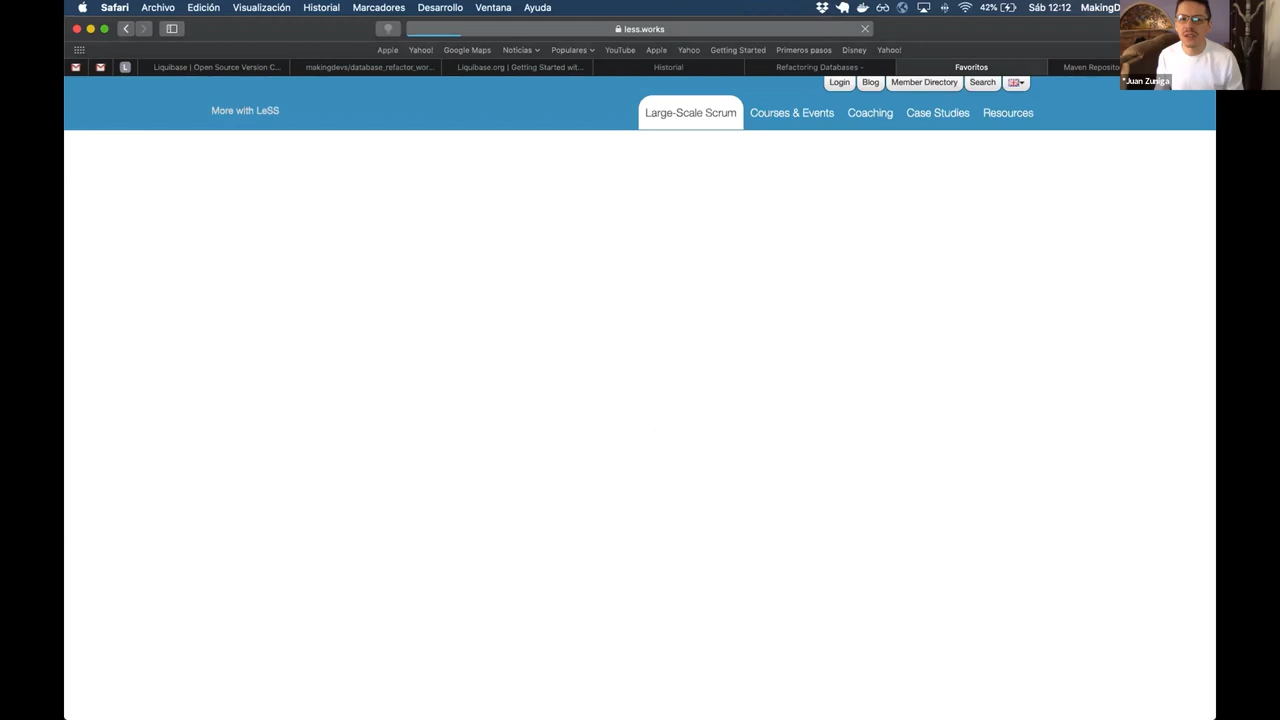 Safari Archivo Edición Visualización Historial Marcadores Desarrollo Ventana Ayuda 42% Sáb 12:12 MakingD
less.works
Apple Yahoo! Google Maps Noticias Populares YouTube Apple Yahoo Getting Started Primeros pasos Disney Yahoo!
L Liquibase | Open Source Version C... makingdevs/database_refactor_wor... Liquibase.org | Getting Started wit... Historial Refactoring Databases - Favoritos Maven Reposito
Juan Zuniga
Login Blog Member Directory Search
More with LeSS
Large-Scale Scrum Courses & Events Coaching Case Studies Resources